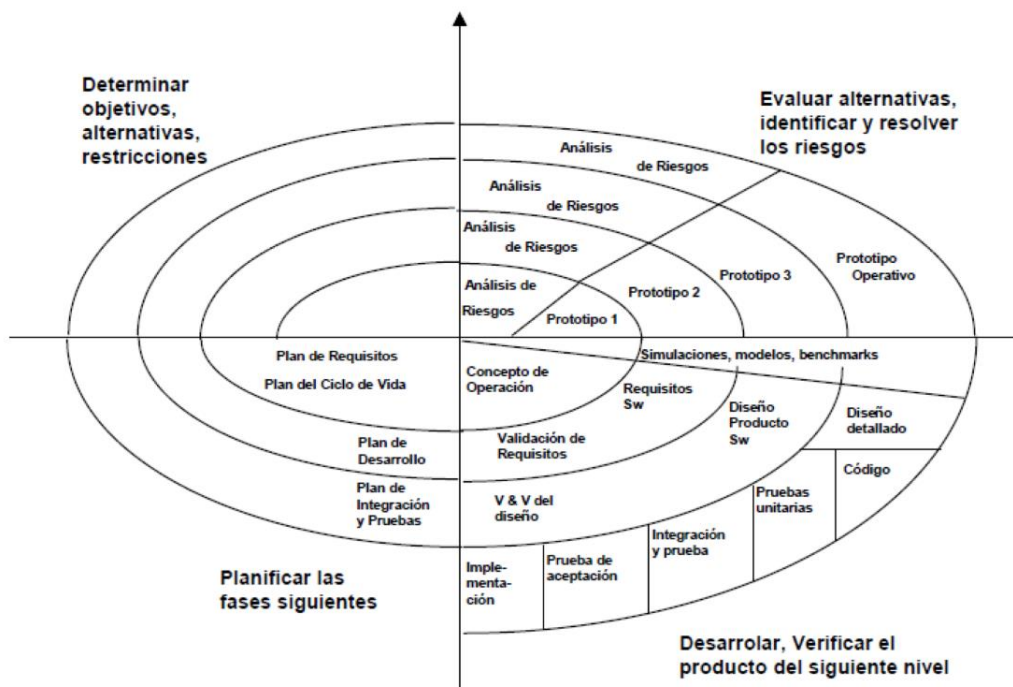 Determinar
objetivos,
alternativas,
restricciones
Evaluar alternativas,
identificar y resolver
los riesgos
Análisis
de Riesgos
Análisis
de Riesgos
Análisis
de Riesgos
Análisis de
Riesgos
Prototipo 1
Prototipo 2
Prototipo 3
Prototipo
Operativo
Simulaciones, modelos, benchmarks
Plan de Requisitos
Plan del Ciclo de Vida
Concepto de
Operación
Requisitos
Sw
Diseño
Producto
Sw
Diseño
detallado
Plan de
Desarrollo
Validación de
Requisitos
Código
Plan de
Integración
y Pruebas
V & V del
diseño
Pruebas
unitarias
Integración
y prueba
Prueba de
aceptación
Imple-
menta-
ción
Planificar las
fases siguientes
Desarrolar, Verificar el
producto del siguiente nivel